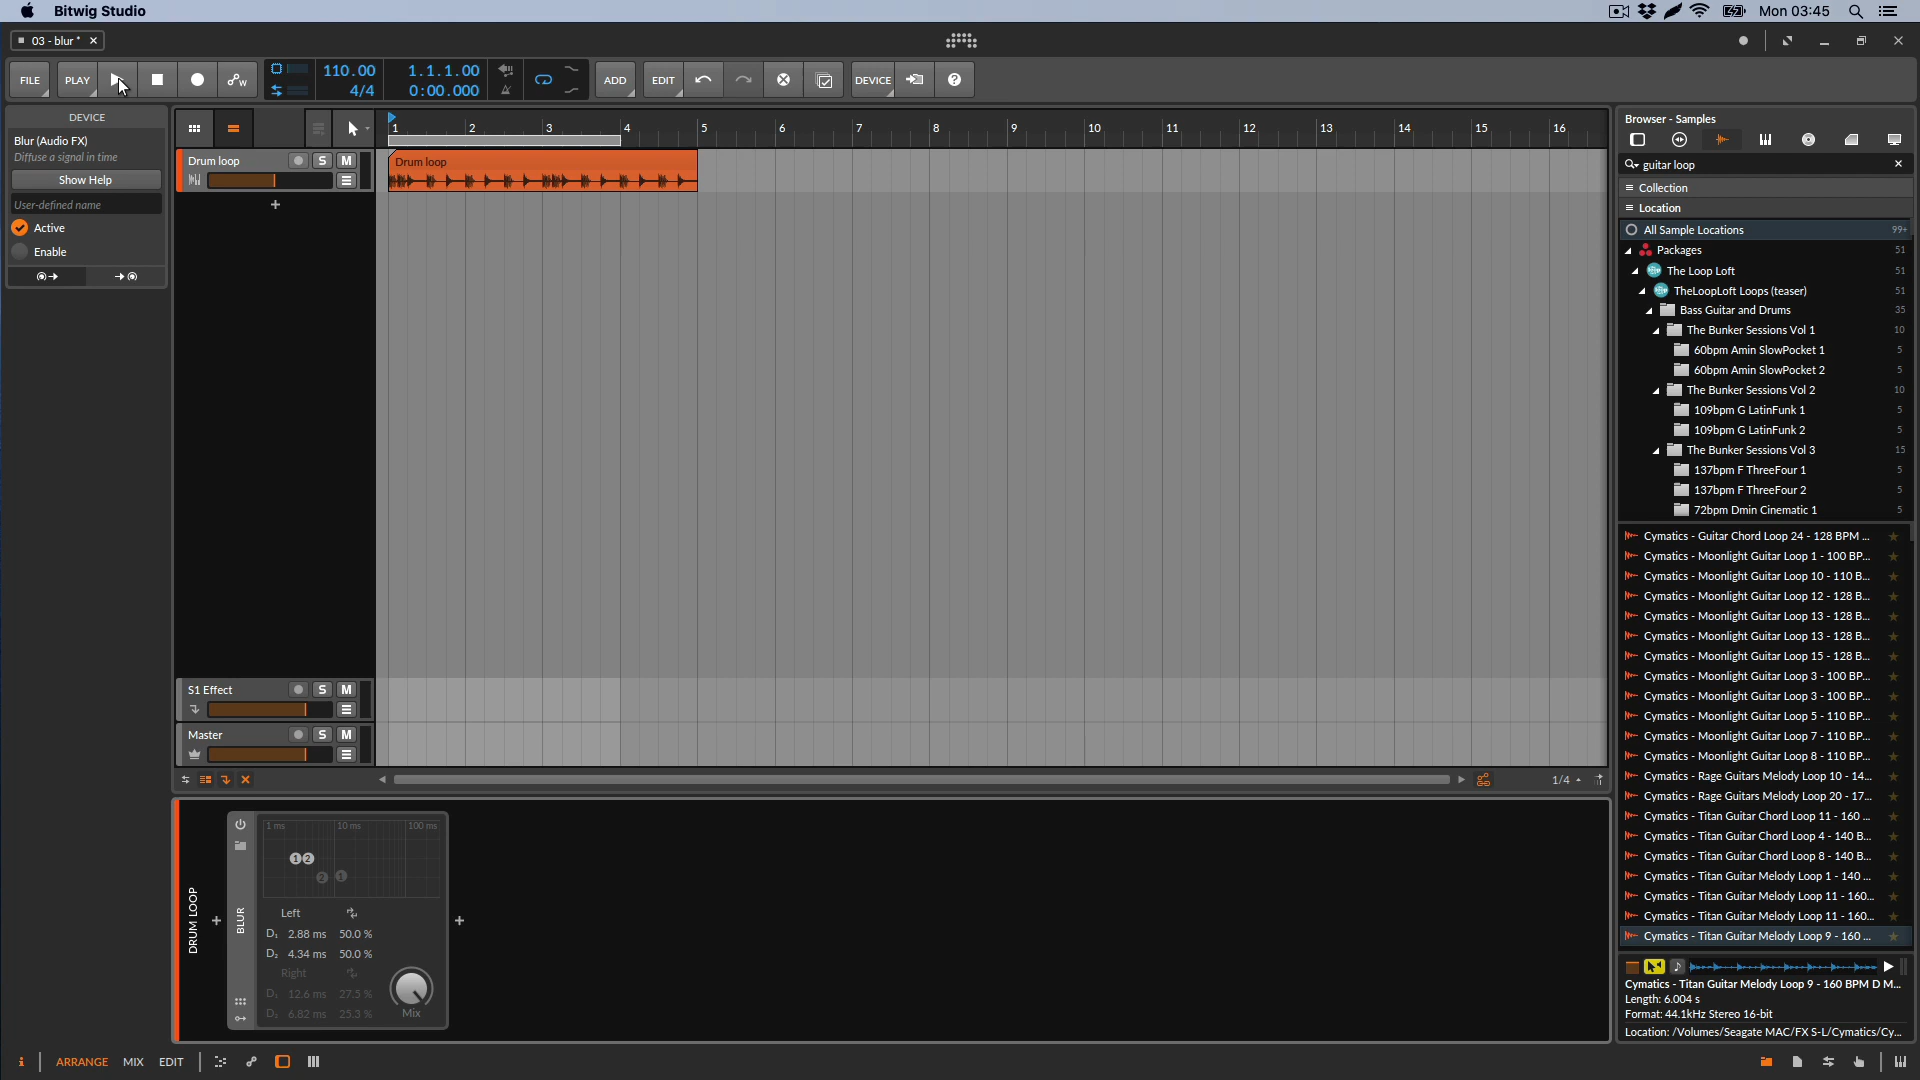 Bitwig Studio
Mon 03:45
03 - blur *
FILE
PLAY
110.00
4/4
1.1.1.00
0:00.000
ADD
EDIT
DEVICE
DEVICE
Blur (Audio FX)
Diffuse a signal in time
Show Help
User-defined name
Active
Enable
1 2 3 4 5 6 7 8 9 10 11 12 13 14 15 16
Drum loop
S M
Drum loop
S1 Effect
S M
Master
S M
1/4
DRUM LOOP
BLUR
1 ms 10 ms 100 ms
1 2
2 1
Left
D₁ 2.88 ms 50.0 %
D₂ 4.34 ms 50.0 %
Right
D₁ 12.6 ms 27.5 %
D₂ 6.82 ms 25.3 %
Mix
Browser - Samples
guitar loop
Collection
Location
All Sample Locations 99+
Packages 51
The Loop Loft 51
TheLoopLoft Loops (teaser) 51
Bass Guitar and Drums 35
The Bunker Sessions Vol 1 10
60bpm Amin SlowPocket 1 5
60bpm Amin SlowPocket 2 5
The Bunker Sessions Vol 2 10
109bpm G LatinFunk 1 5
109bpm G LatinFunk 2 5
The Bunker Sessions Vol 3 15
137bpm F ThreeFour 1 5
137bpm F ThreeFour 2 5
72bpm Dmin Cinematic 1 5
Cymatics - Guitar Chord Loop 24 - 128 BPM ...
Cymatics - Moonlight Guitar Loop 1 - 100 BP...
Cymatics - Moonlight Guitar Loop 10 - 110 B...
Cymatics - Moonlight Guitar Loop 12 - 128 B...
Cymatics - Moonlight Guitar Loop 13 - 128 B...
Cymatics - Moonlight Guitar Loop 13 - 128 B...
Cymatics - Moonlight Guitar Loop 15 - 128 B...
Cymatics - Moonlight Guitar Loop 3 - 100 BP...
Cymatics - Moonlight Guitar Loop 3 - 100 BP...
Cymatics - Moonlight Guitar Loop 5 - 110 BP...
Cymatics - Moonlight Guitar Loop 7 - 110 BP...
Cymatics - Moonlight Guitar Loop 8 - 110 BP...
Cymatics - Rage Guitars Melody Loop 10 - 14...
Cymatics - Rage Guitars Melody Loop 20 - 17...
Cymatics - Titan Guitar Chord Loop 11 - 160 ...
Cymatics - Titan Guitar Chord Loop 4 - 140 B...
Cymatics - Titan Guitar Chord Loop 8 - 140 B...
Cymatics - Titan Guitar Melody Loop 1 - 140 ...
Cymatics - Titan Guitar Melody Loop 11 - 160...
Cymatics - Titan Guitar Melody Loop 11 - 160...
Cymatics - Titan Guitar Melody Loop 9 - 160 ...
Cymatics - Titan Guitar Melody Loop 9 - 160 BPM D M...
Length: 6.004 s
Format: 44.1kHz Stereo 16-bit
Location: /Volumes/Seagate MAC/FX S-L/Cymatics/Cy...
i
ARRANGE
MIX
EDIT